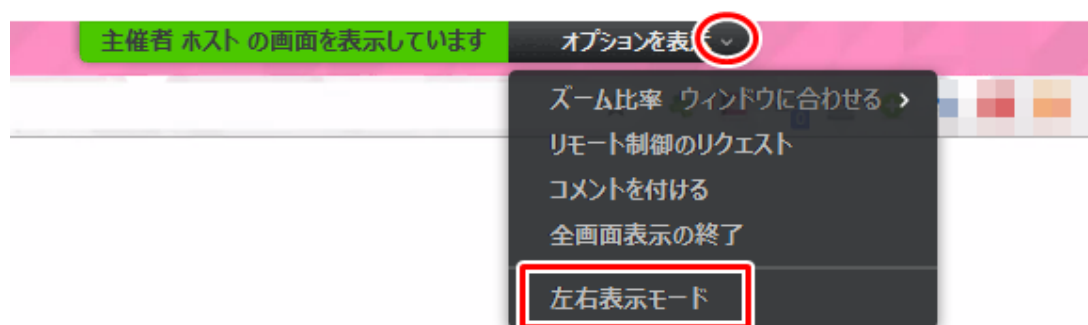 主催者 ホスト の画面を表示しています
オプションを表
ズーム比率 ウィンドウに合わせる
リモート制御のリクエスト
コメントを付ける
全画面表示の終了
左右表示モード